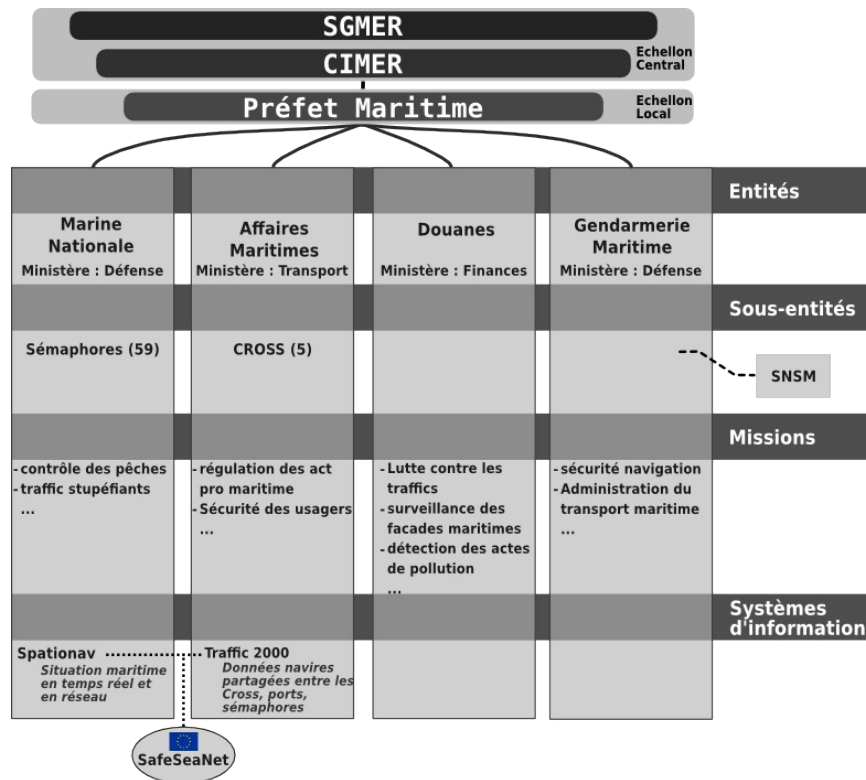 SGMER
CIMER
Echellon
Central
Préfet Maritime
Echellon
Local
Entités
Marine
Nationale
Ministère : Défense
Affaires
Maritimes
Ministère : Transport
Douanes
Ministère : Finances
Gendarmerie
Maritime
Ministère : Défense
Sous-entités
Sémaphores (59)
CROSS (5)
SNSM
Missions
- contrôle des pêches
- traffic stupéfiants
...
- régulation des act
pro maritime
- Sécurité des usagers
...
- Lutte contre les
traffics
- surveillance des
facades maritimes
- détection des actes
de pollution
...
- sécurité navigation
- Administration du
transport maritime
...
Systèmes
d'information
Spationav
Situation maritime
en temps réel et
en réseau
Traffic 2000
Données navires
partagées entre les
Cross, ports,
sémaphores
SafeSeaNet